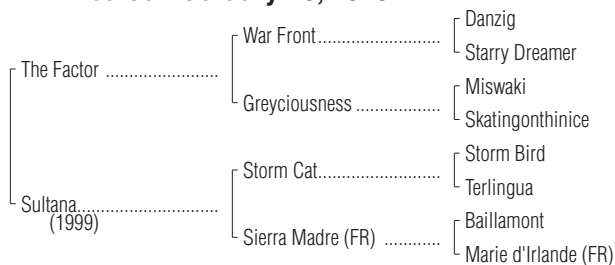 War Front
Danzig
Starry Dreamer
The Factor
Greyciousness
Miswaki
Skatingonthinice
Storm Cat
Storm Bird
Terlingua
Sultana
(1999)
Sierra Madre (FR)
Baillamont
Marie d'Irlande (FR)